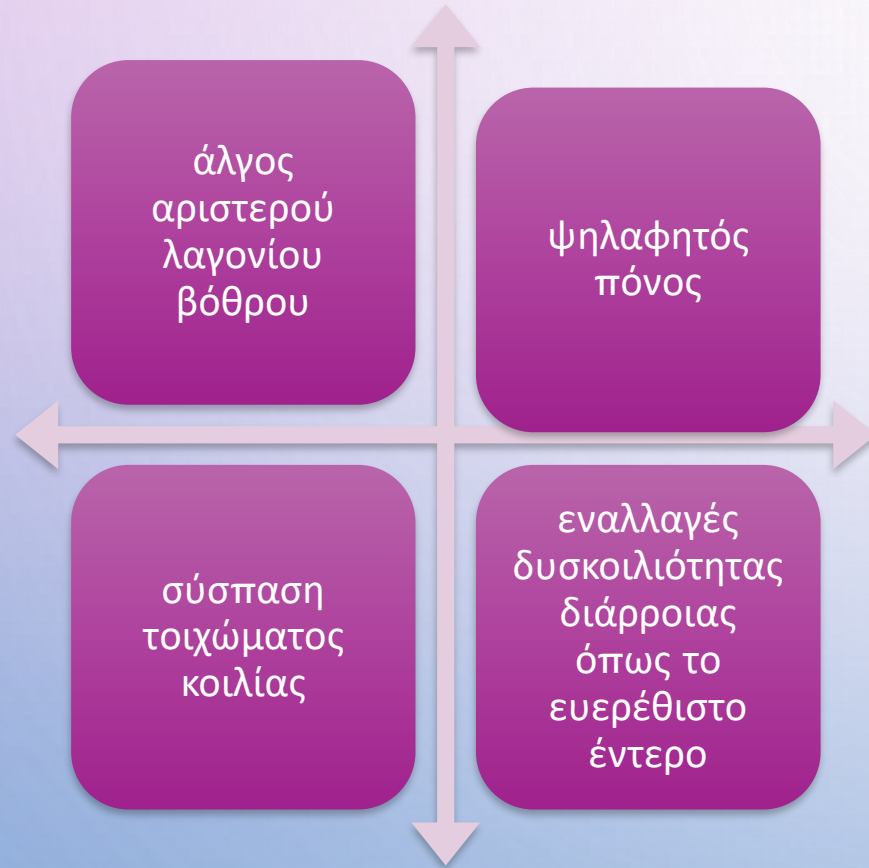 άλγος
αριστερού
λαγονίου
βόθρου
ψηλαφητός
πόνος
σύσπαση
τοιχώματος
κοιλίας
εναλλαγές
δυσκοιλιότητας
διάρροιας
όπως το
ευερέθιστο
έντερο